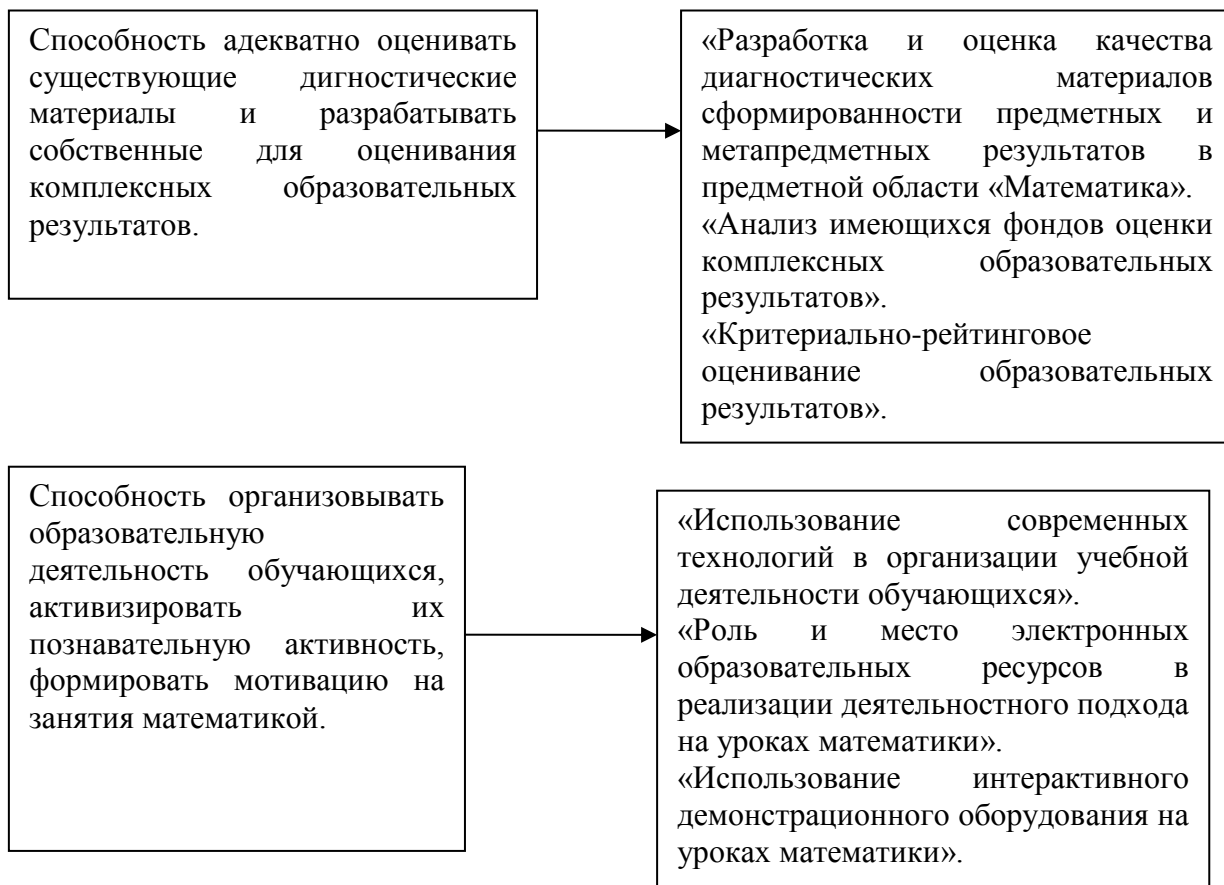 Способность адекватно оценивать
существующие дигностические
материалы и разрабатывать
собственные для оценивания
комплексных образовательных
результатов.
«Разработка и оценка качества
диагностических материалов
сформированности предметных и
метапредметных результатов в
предметной области «Математика».
«Анализ имеющихся фондов оценки
комплексных образовательных
результатов».
«Критериально-рейтинговое
оценивание образовательных
результатов».
Способность организовывать
образовательную
деятельность обучающихся,
активизировать их
познавательную активность,
формировать мотивацию на
занятия математикой.
«Использование современных
технологий в организации учебной
деятельности обучающихся».
«Роль и место электронных
образовательных ресурсов в
реализации деятельностного подхода
на уроках математики».
«Использование интерактивного
демонстрационного оборудования на
уроках математики».